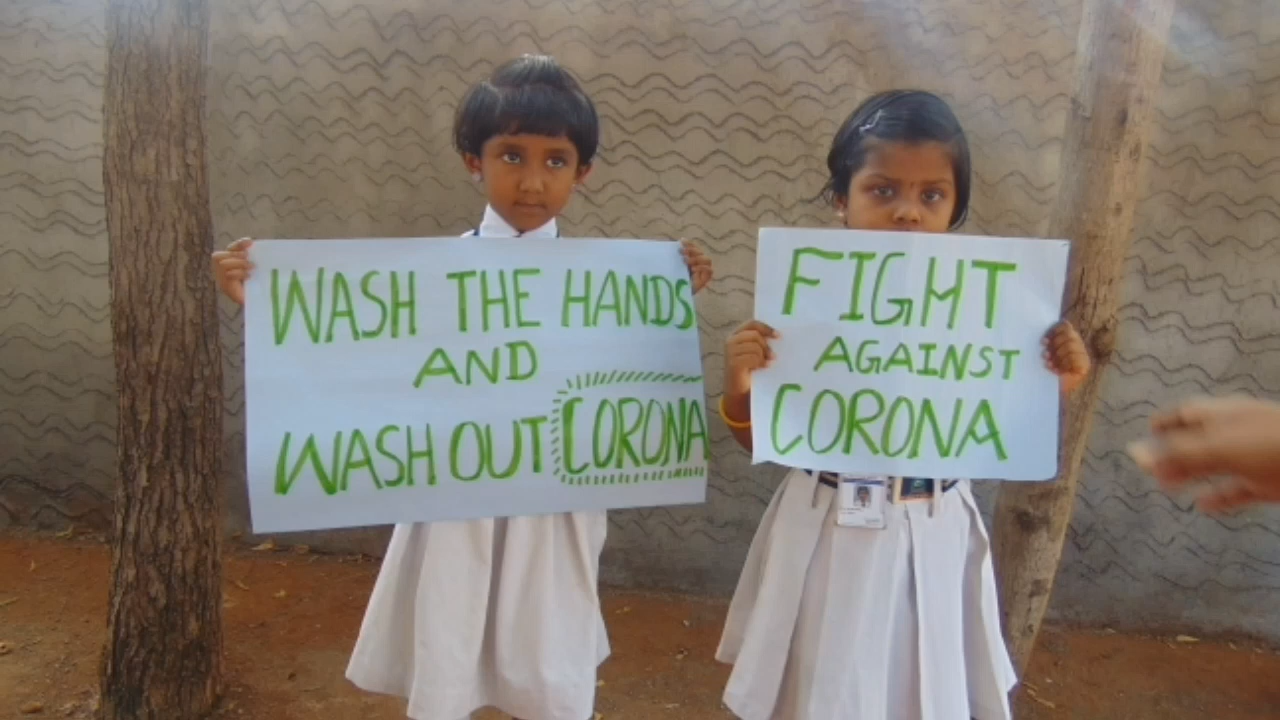 WASH THE HANDS
AND
WASH OUT CORONA
FIGHT
AGAINST
CORONA